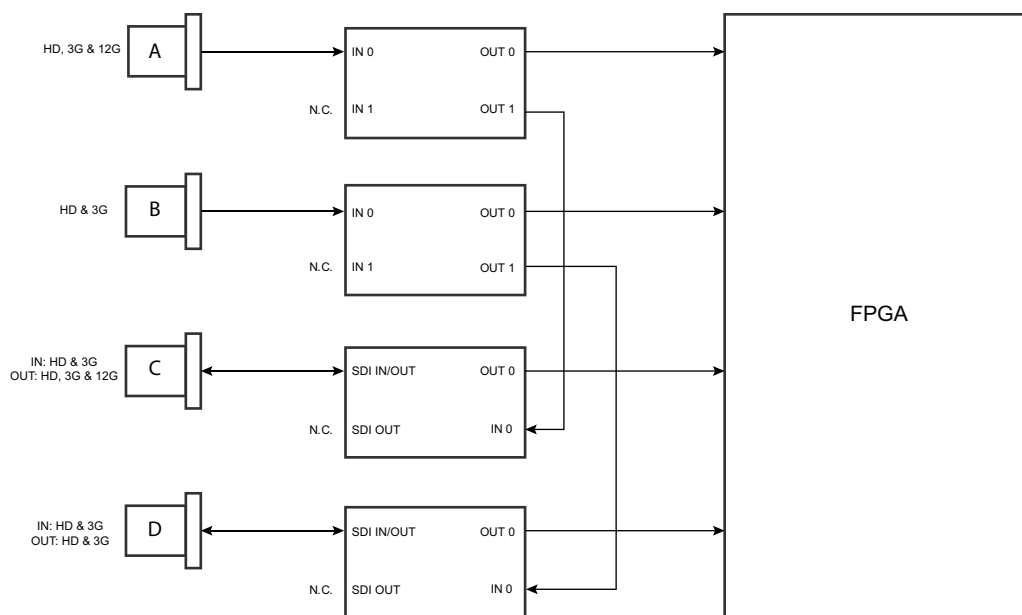 HD, 3G & 12G
A
IN 0
OUT 0
N.C.
IN 1
OUT 1
HD & 3G
B
IN 0
OUT 0
N.C.
IN 1
OUT 1
FPGA
IN: HD & 3G
OUT: HD, 3G & 12G
C
SDI IN/OUT
OUT 0
N.C.
SDI OUT
IN 0
IN: HD & 3G
OUT: HD & 3G
D
SDI IN/OUT
OUT 0
N.C.
SDI OUT
IN 0